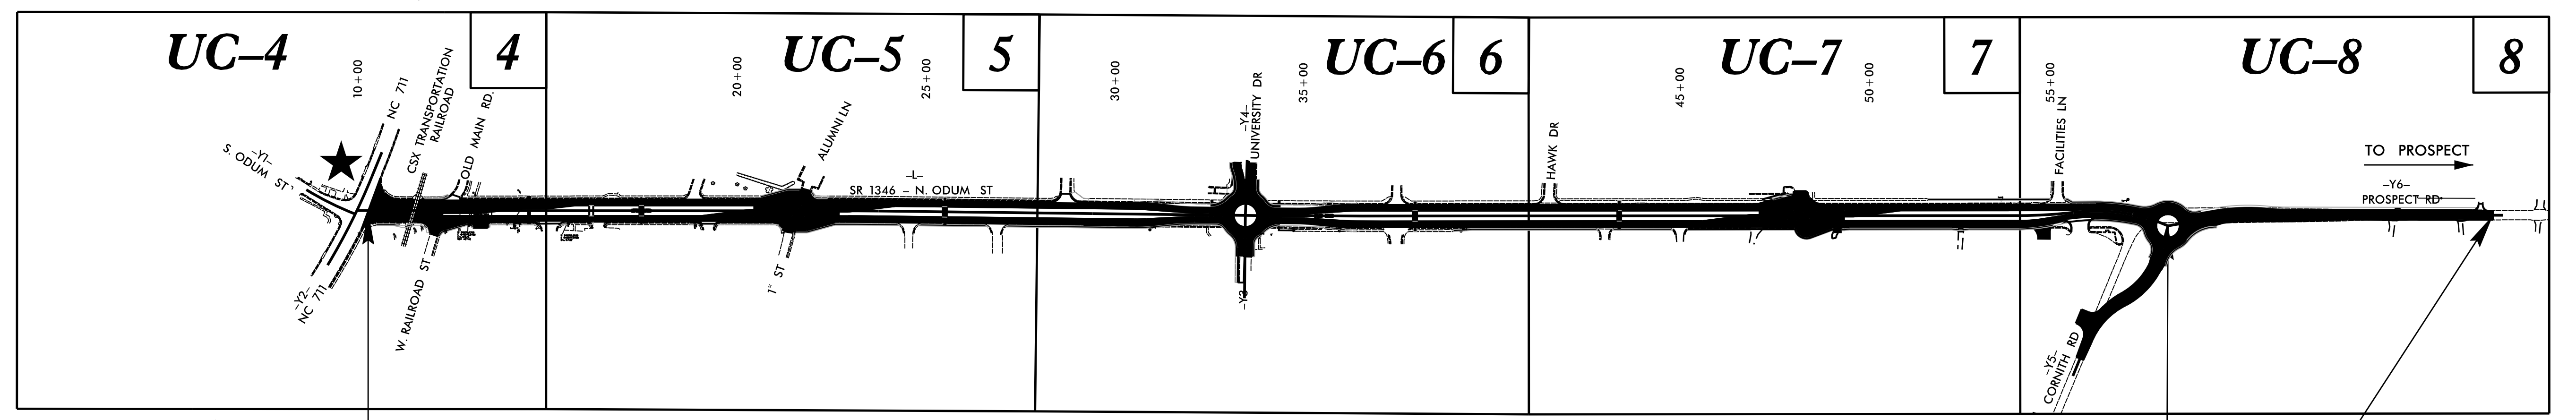 UC–4
4
10+00
NC 711
CSX TRANSPORTATION
RAILROAD
OLD MAIN RD.
–Y1–
S. ODUM ST
–Y2–
NC 711
W. RAILROAD ST
UC–5
5
20+00
25+00
ALUMNI LN
–L–
SR 1346 – N. ODUM ST
ST
UC–6
6
30+00
–Y4–
UNIVERSITY DR
35+00
–Y3–
UC–7
7
45+00
50+00
HAWK DR
UC–8
8
55+00
FACILITIES LN
TO PROSPECT
–Y6–
PROSPECT RD
–Y5–
CORNITH RD